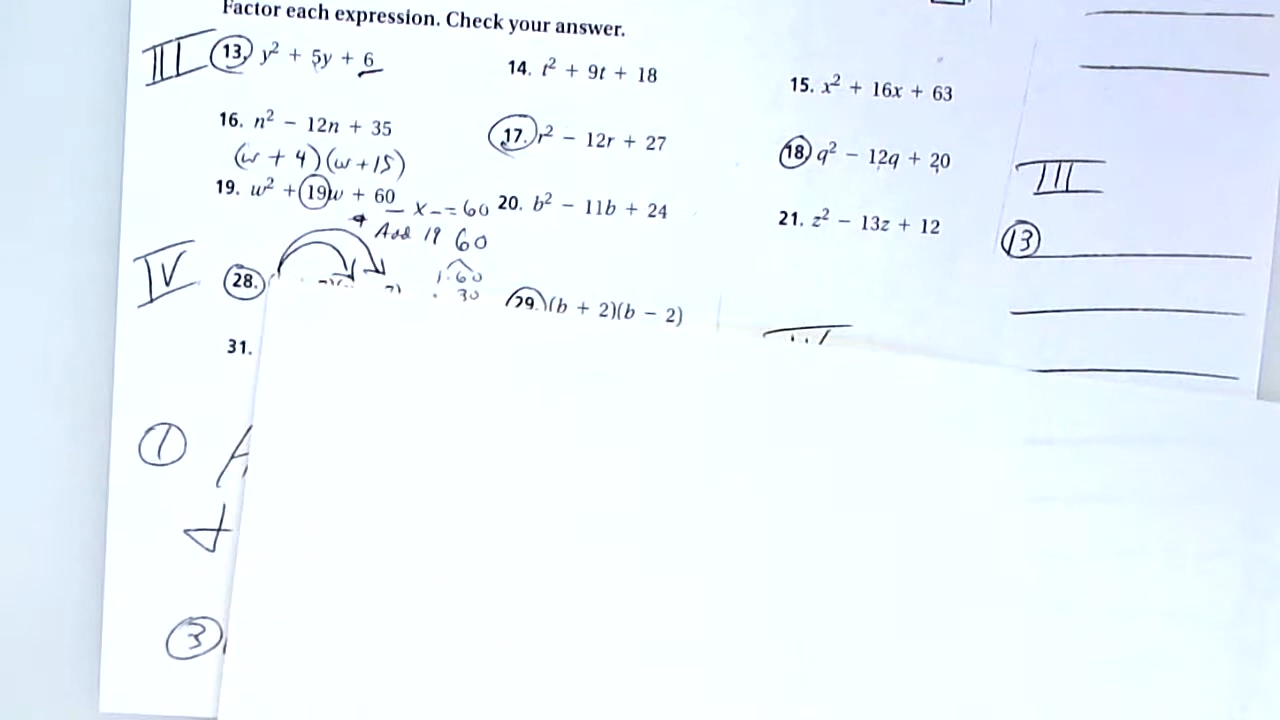 Factor each expression. Check your answer.
III 13. y² + 5y + 6
14. t² + 9t + 18
15. x² + 16x + 63
16. n² − 12n + 35
17. r² − 12r + 27
18. q² − 12q + 20
(w + 4)(w + 15)
19. w² + 19w + 60
20. b² − 11b + 24
21. z² − 13z + 12
_ x _ = 60
Add 19 60
1·60
· 30
III
13
IV 28.
29. (b + 2)(b − 2)
31.
1 A
3